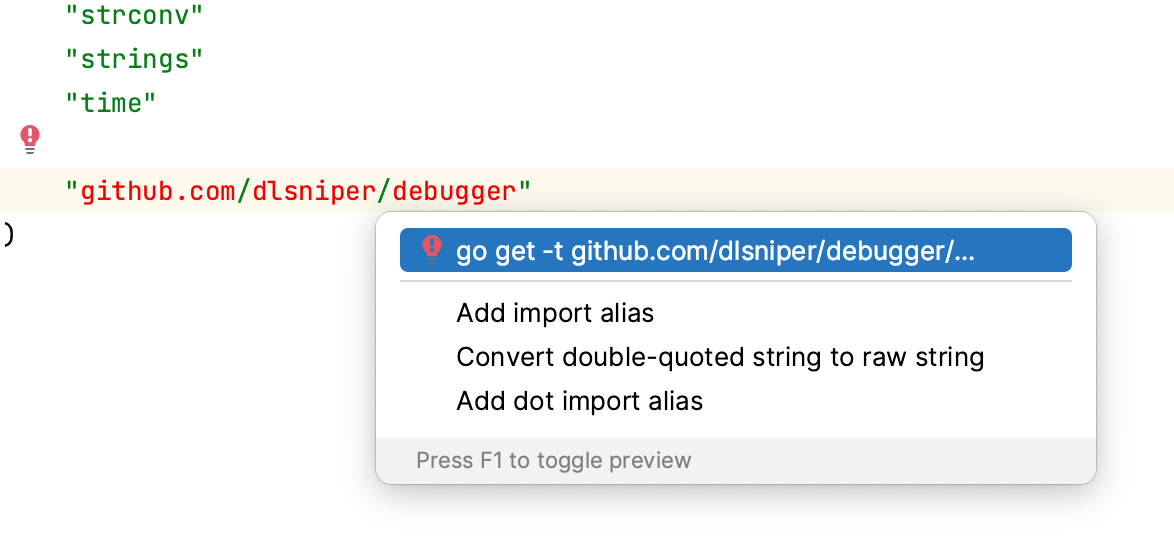 "strconv"
"strings"
"time"
"github.com/dlsniper/debugger"
)
go get -t github.com/dlsniper/debugger/...
Add import alias
Convert double-quoted string to raw string
Add dot import alias
Press F1 to toggle preview